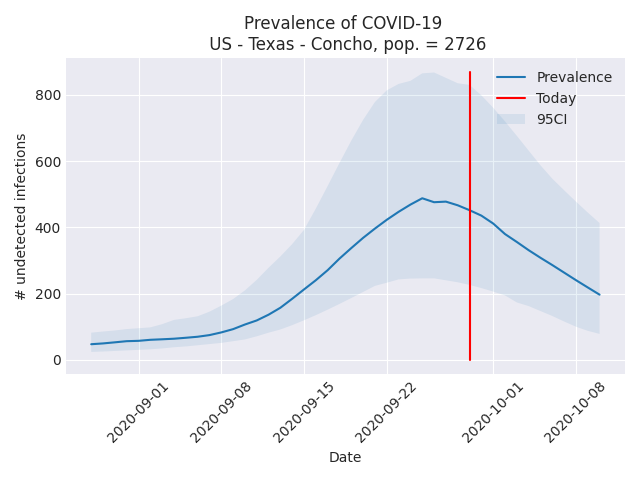 Prevalence of COVID-19
US - Texas - Concho, pop. = 2726
Prevalence
Today
95CI
# undetected infections
800
600
400
200
0
2020-09-01
2020-09-08
2020-09-15
2020-09-22
2020-10-01
2020-10-08
Date